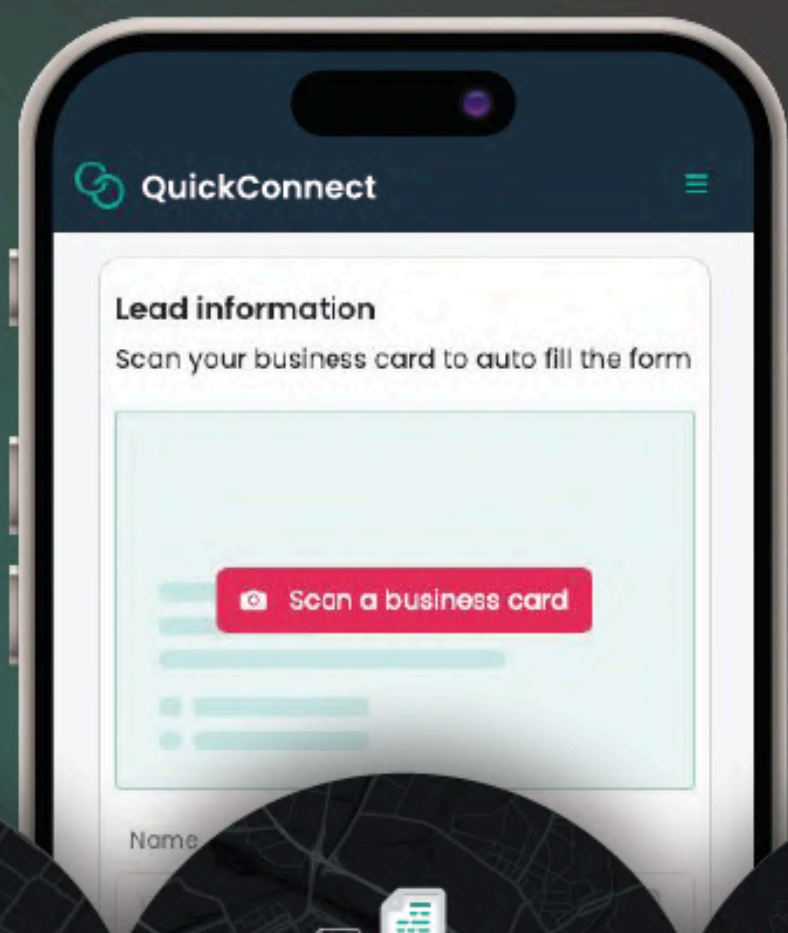 QuickConnect
Lead information
Scan your business card to auto fill the form
Scan a business card
Name